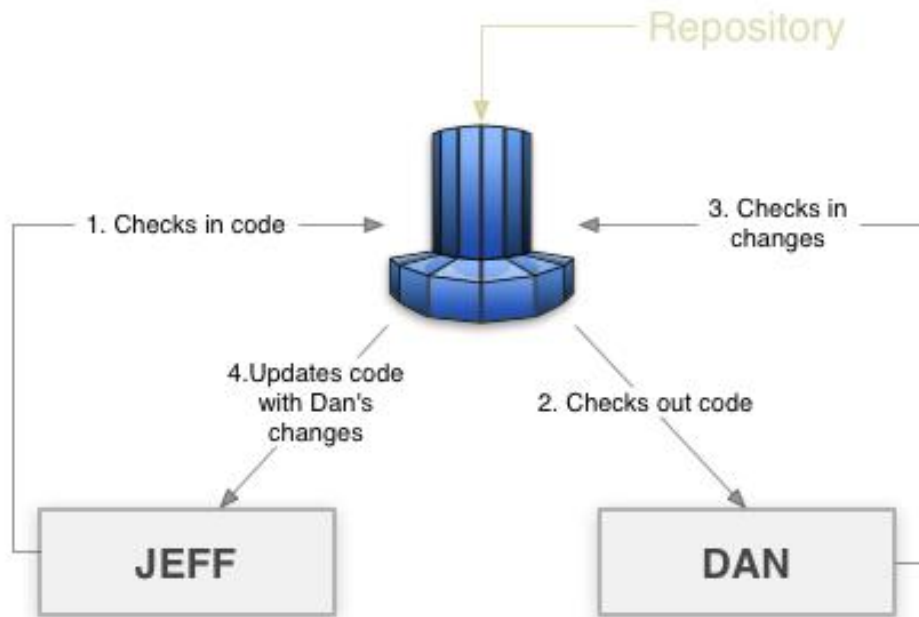 Repository
1. Checks in code
3. Checks in
changes
4.Updates code
with Dan's
changes
2. Checks out code
JEFF
DAN